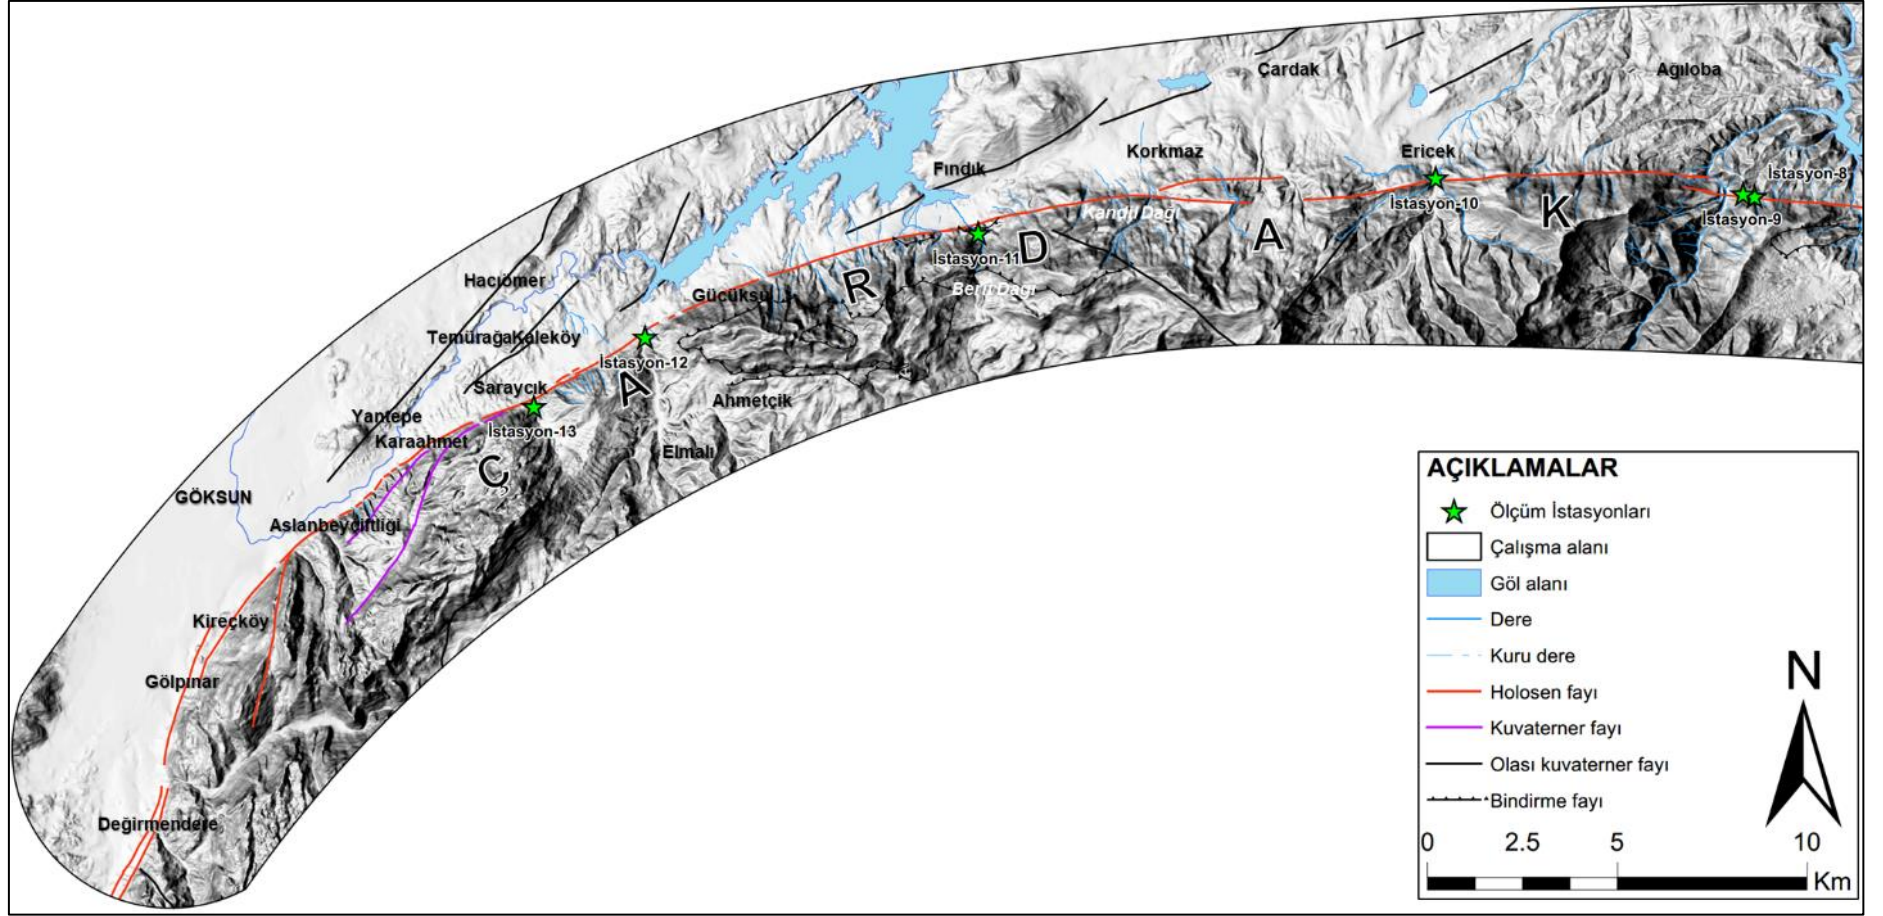 Çardak
Ağıloba
Korkmaz
Ericek
Fındık
İstasyon-8
İstasyon-10
İstasyon-9
Kandil Dağı
K
A
D
İstasyon-11
Berit Dağı
R
Hacıömer
Gücüksu
TemürağaKaleköy
İstasyon-12
Saraycık
A
Ahmetçik
Yantepe
Karaahmet
İstasyon-13
Elmalı
Ç
GÖKSUN
Aslanbeyçiftliği
Kireçköy
Gölpınar
Değirmendere
AÇIKLAMALAR
Ölçüm İstasyonları
Çalışma alanı
Göl alanı
Dere
Kuru dere
Holosen fayı
Kuvaterner fayı
Olası kuvaterner fayı
Bindirme fayı
N
0 2.5 5 10
Km